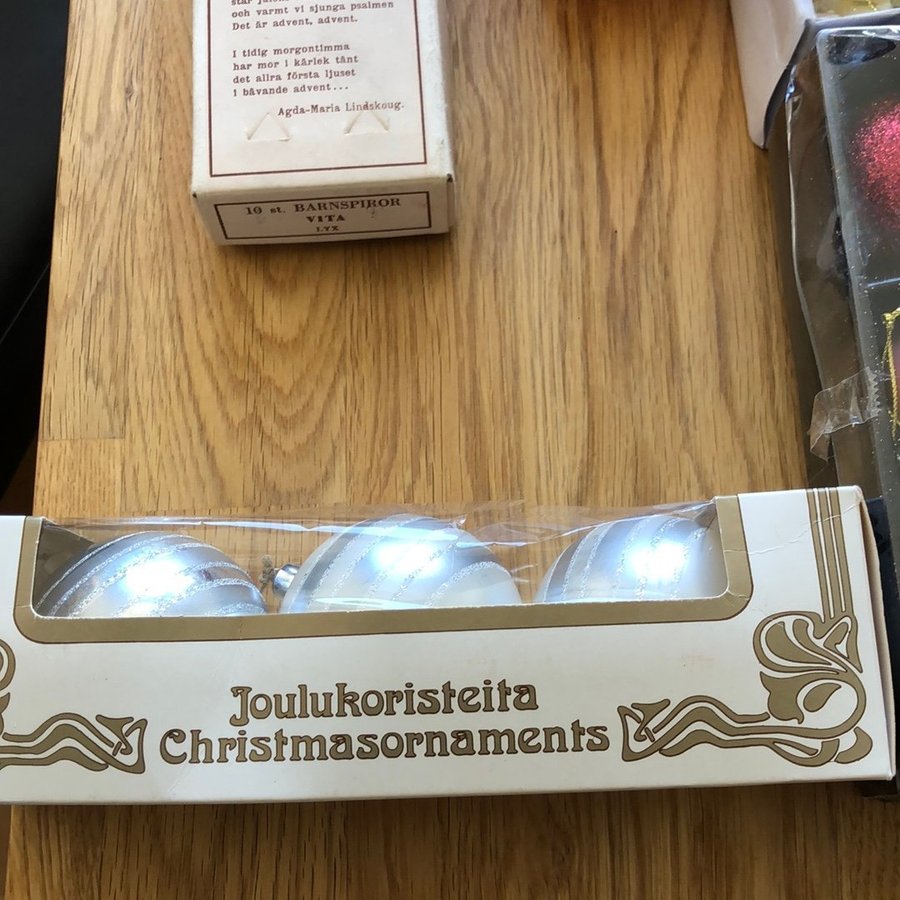 och varmt vi sjunga psalmen
Det är advent, advent.
I tidig morgontimma
har mor i kärlek tänt
det allra första ljuset
i bävande advent...
Agda-Maria Lindskoug.
10 st. BARNSPIROR
VITA
LYX
Joulukoristeita
Christmasornaments